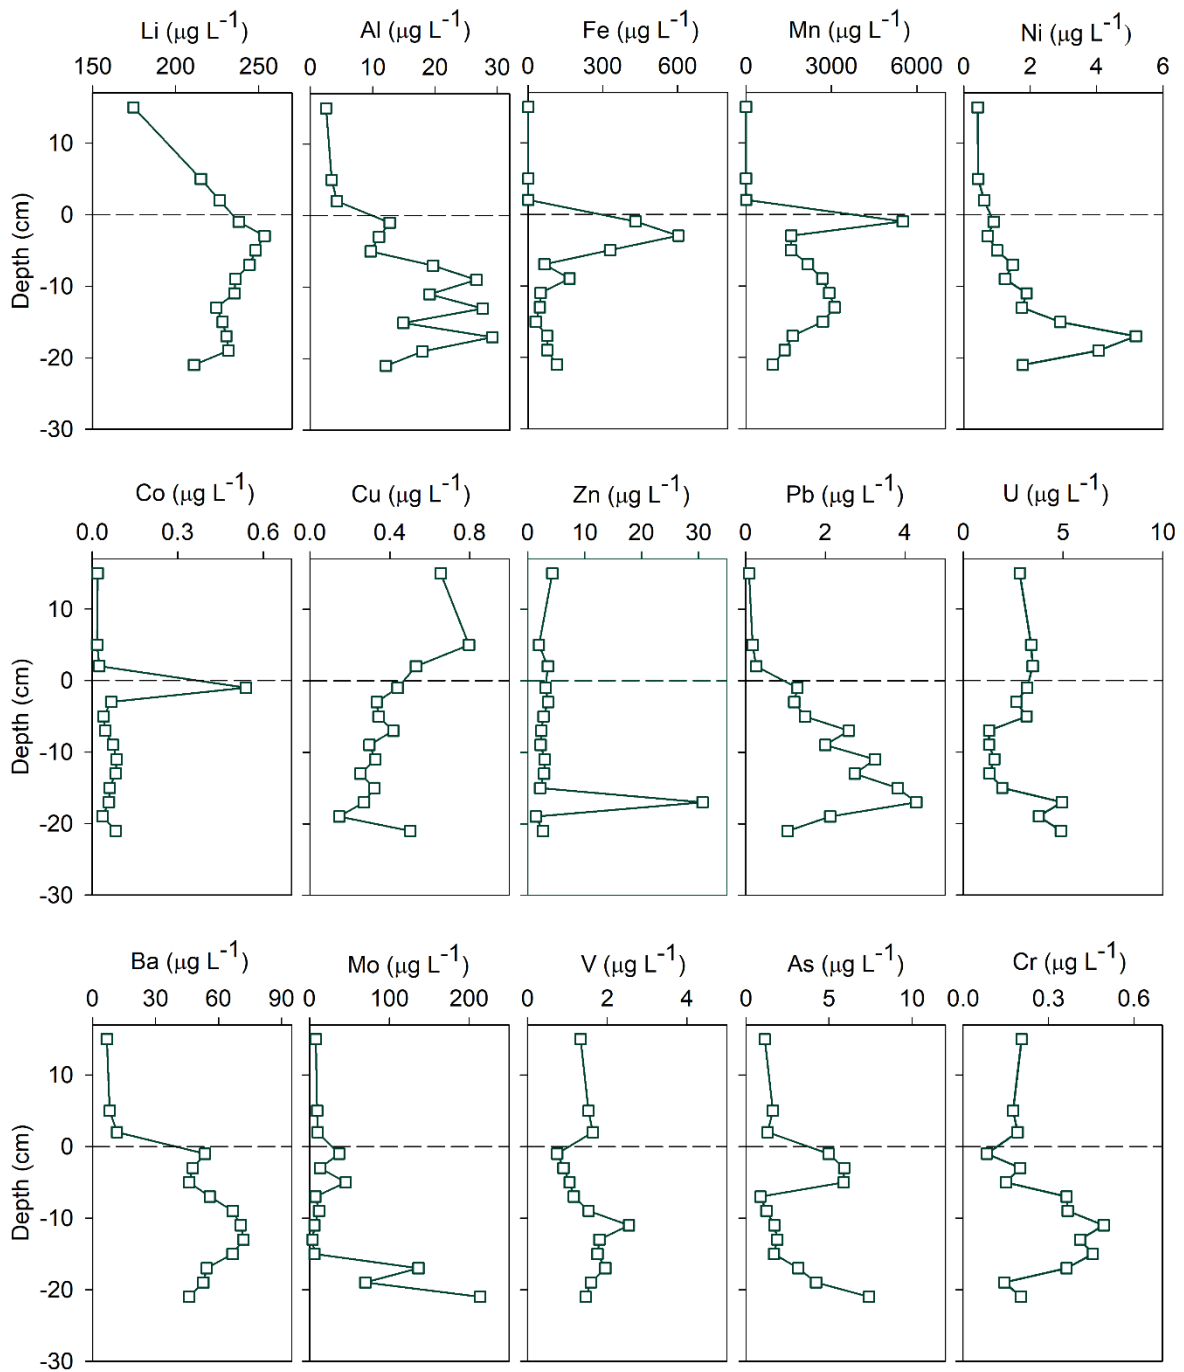 Li (μg L⁻¹) Al (μg L⁻¹) Fe (μg L⁻¹) Mn (μg L⁻¹) Ni (μg L⁻¹)
150 200 250 0 10 20 30 0 300 600 0 3000 6000 0 2 4 6
10
0
-10
-20
-30
Depth (cm)
Co (μg L⁻¹) Cu (μg L⁻¹) Zn (μg L⁻¹) Pb (μg L⁻¹) U (μg L⁻¹)
0.0 0.3 0.6 0.0 0.4 0.8 0 10 20 30 0 2 4 0 5 10
10
0
-10
-20
-30
Depth (cm)
Ba (μg L⁻¹) Mo (μg L⁻¹) V (μg L⁻¹) As (μg L⁻¹) Cr (μg L⁻¹)
0 30 60 90 0 100 200 0 2 4 0 5 10 0.0 0.3 0.6
10
0
-10
-20
-30
Depth (cm)